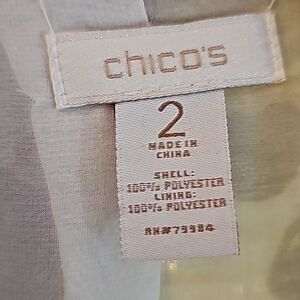 chico's
2
MADE IN
CHINA
SHELL:
100% POLYESTER
LINING:
100% POLYESTER
RN#79984